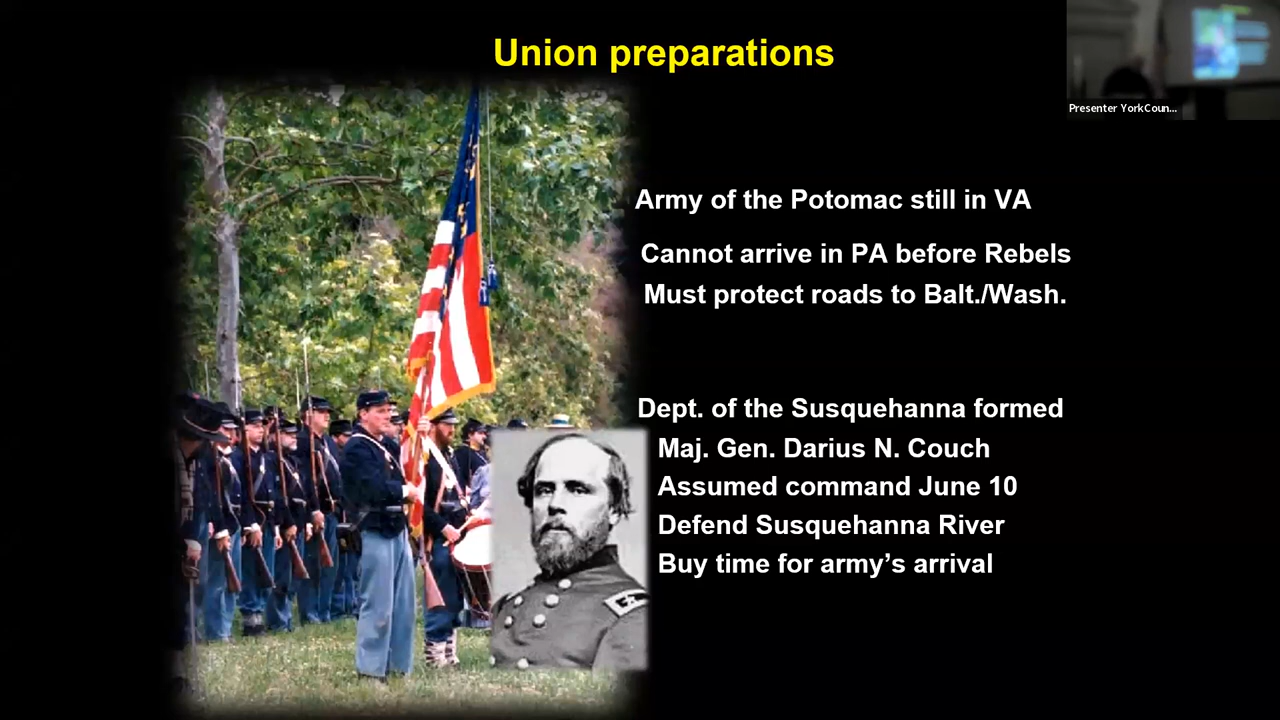 Union preparations
Presenter YorkCoun...
Army of the Potomac still in VA
Cannot arrive in PA before Rebels
Must protect roads to Balt./Wash.
Dept. of the Susquehanna formed
Maj. Gen. Darius N. Couch
Assumed command June 10
Defend Susquehanna River
Buy time for army’s arrival